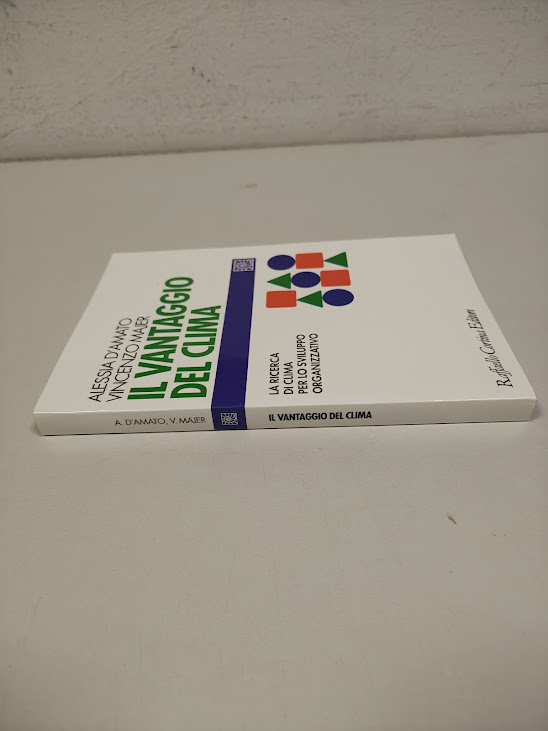 ALESSIA D'AMATO
VINCENZO MAJER
IL VANTAGGIO
DEL CLIMA
LA RICERCA
DI CLIMA
PER LO SVILUPPO
ORGANIZZATIVO
Raffaello Cortina Editore
A. D'AMATO, V. MAJER
IL VANTAGGIO DEL CLIMA